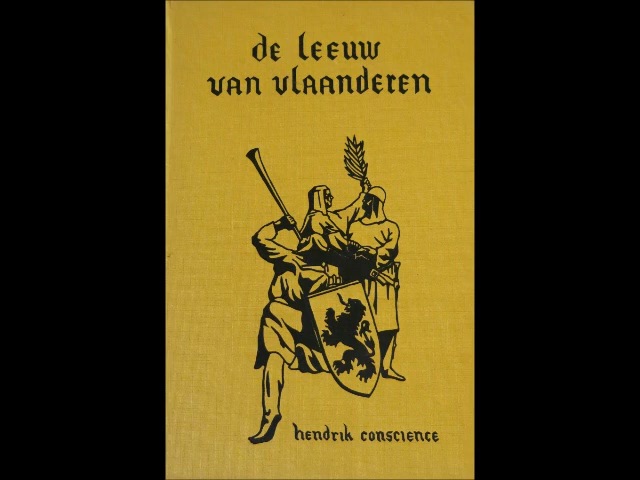 de leeuw
van vlaanderen
hendrik conscience